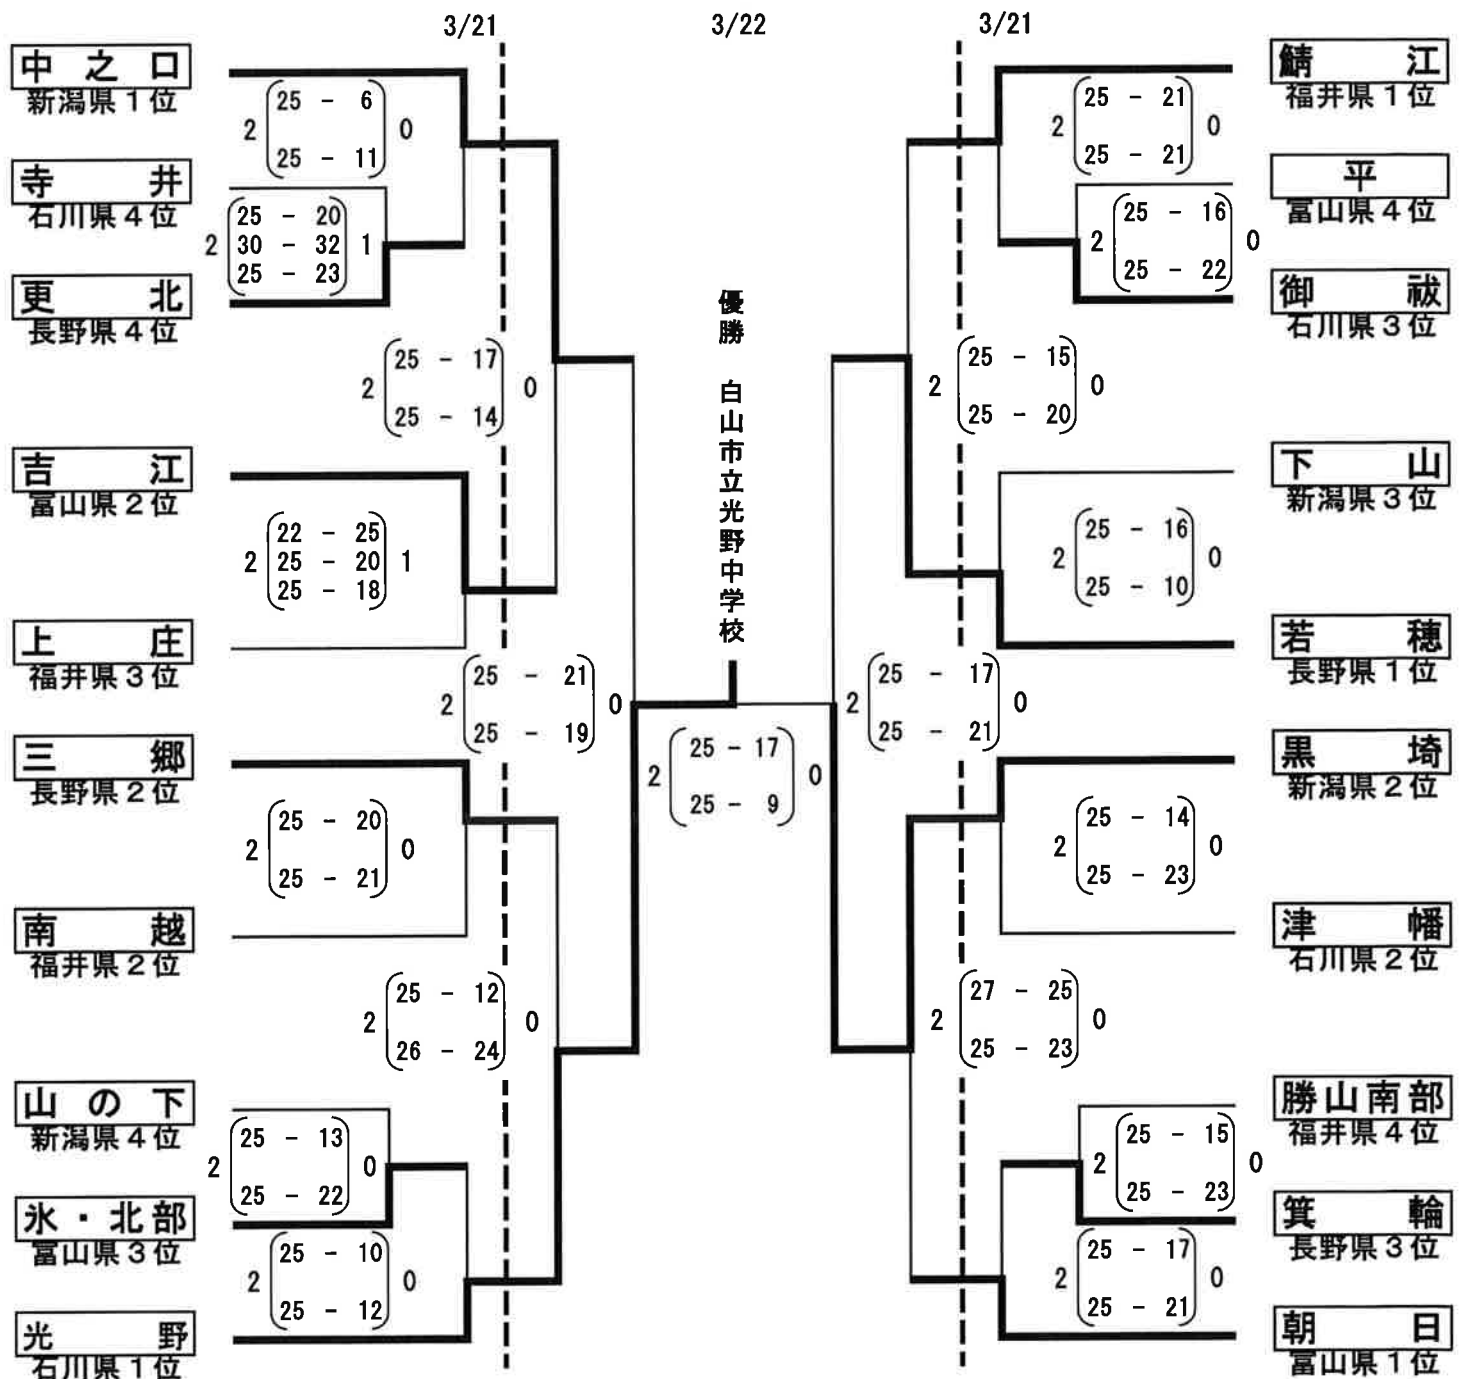 3/21
3/22
3/21
中之口
新潟県1位
2 25 - 6 0
25 - 11
寺井
石川県4位
25 - 20
2 30 - 32 1
25 - 23
更北
長野県4位
25 - 17
2 0
25 - 14
吉江
富山県2位
22 - 25
2 25 - 20 1
25 - 18
上庄
福井県3位
25 - 21
2 0
25 - 19
三郷
長野県2位
25 - 20
2 0
25 - 21
南越
福井県2位
25 - 12
2 0
26 - 24
山の下
新潟県4位
25 - 13
2 0
25 - 22
氷・北部
富山県3位
25 - 10
2 0
25 - 12
光野
石川県1位
優勝 白山市立光野中学校
25 - 17
2 0
25 - 9
鯖江
福井県1位
25 - 21
2 0
25 - 21
平
富山県4位
25 - 16
2 0
25 - 22
御祓
石川県3位
25 - 15
2 0
25 - 20
下山
新潟県3位
25 - 16
2 0
25 - 10
若穂
長野県1位
25 - 17
2 0
25 - 21
黒埼
新潟県2位
25 - 14
2 0
25 - 23
津幡
石川県2位
27 - 25
2 0
25 - 23
勝山南部
福井県4位
25 - 15
2 0
25 - 23
箕輪
長野県3位
25 - 17
2 0
25 - 21
朝日
富山県1位